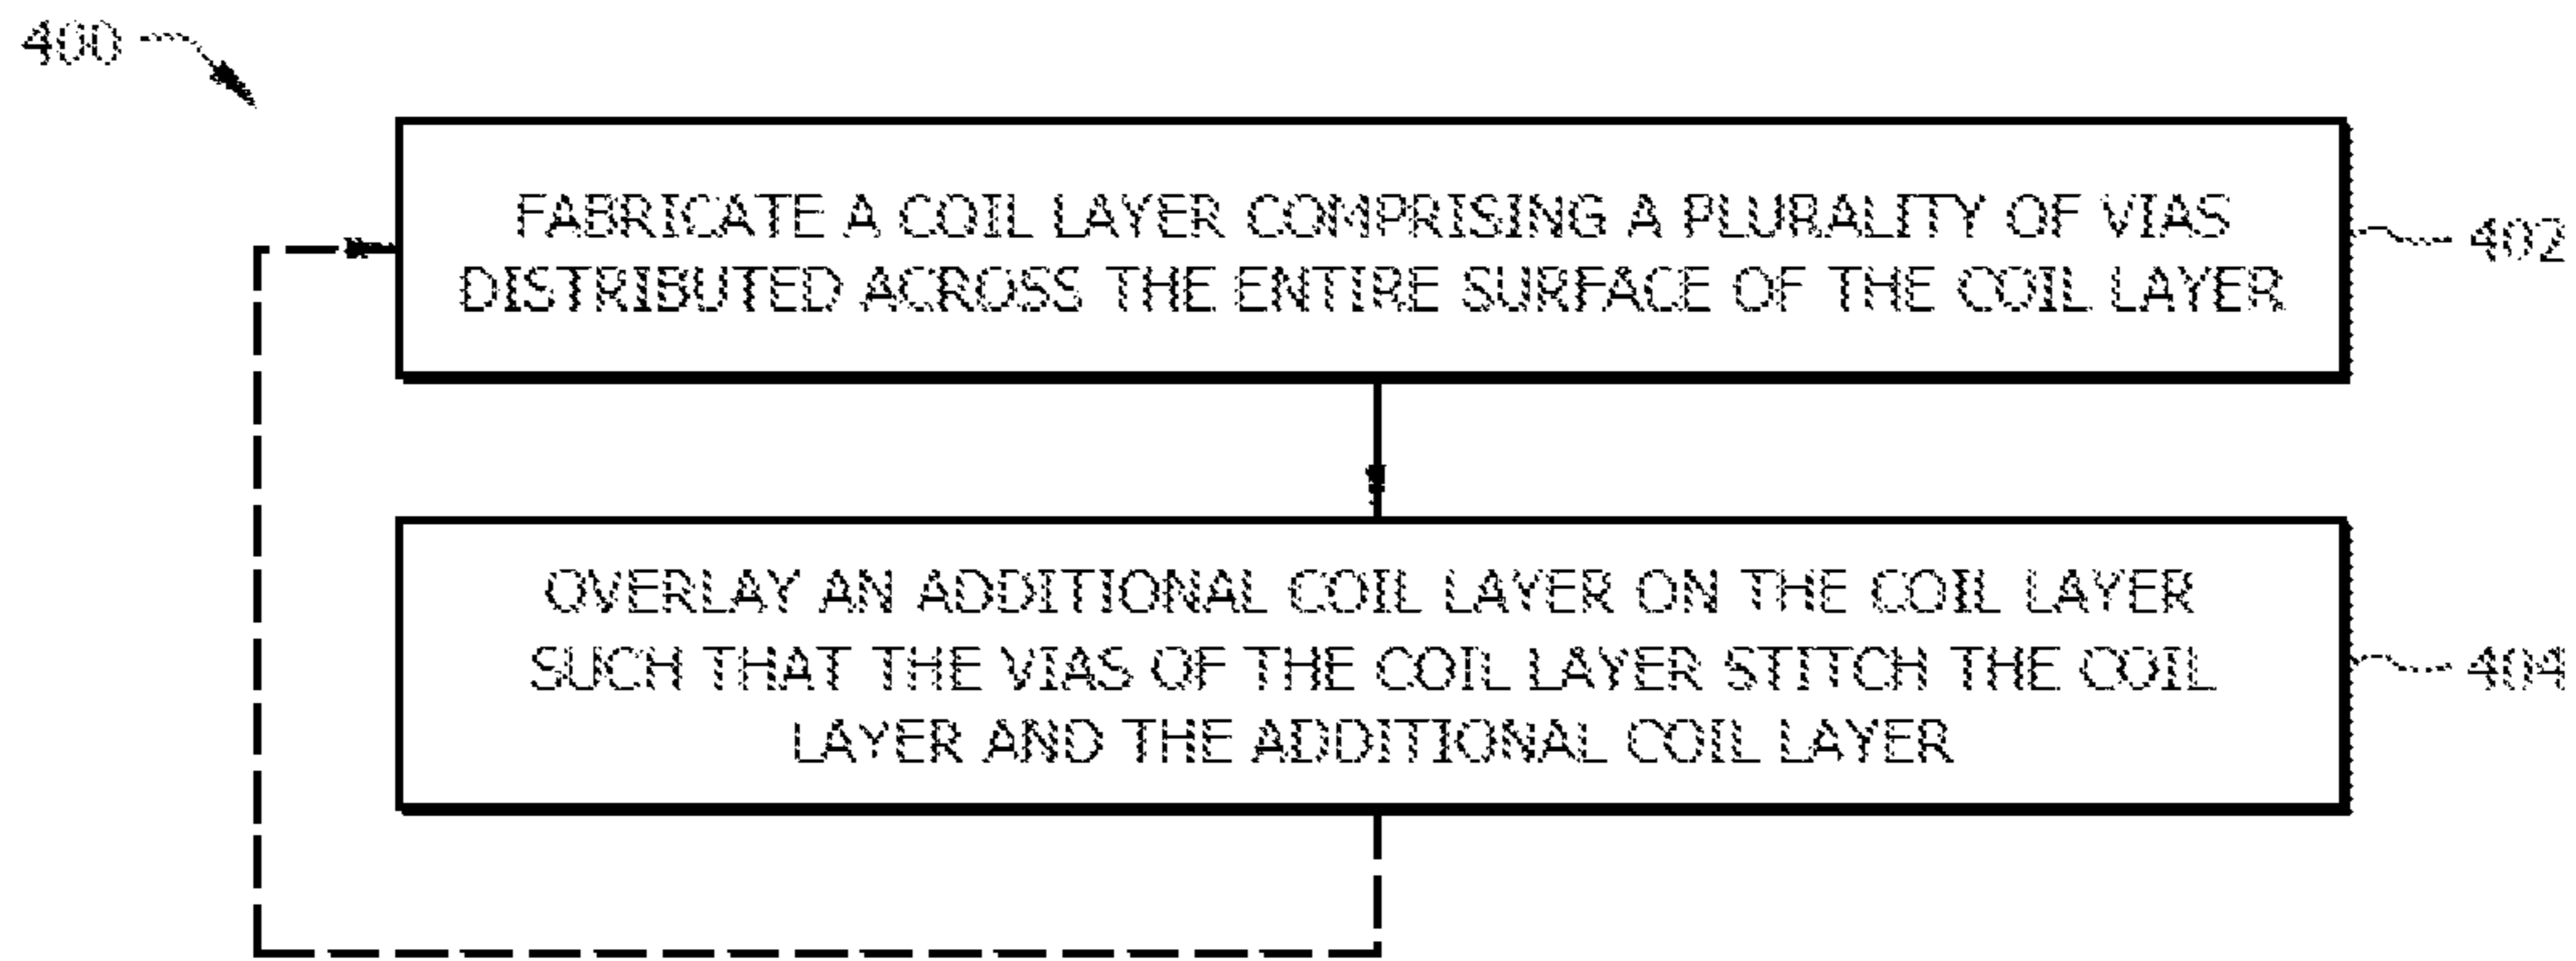 400
FABRICATE A COIL LAYER COMPRISING A PLURALITY OF VIAS
DISTRIBUTED ACROSS THE ENTIRE SURFACE OF THE COIL LAYER
402
OVERLAY AN ADDITIONAL COIL LAYER ON THE COIL LAYER
SUCH THAT THE VIAS OF THE COIL LAYER STITCH THE COIL
LAYER AND THE ADDITIONAL COIL LAYER
404